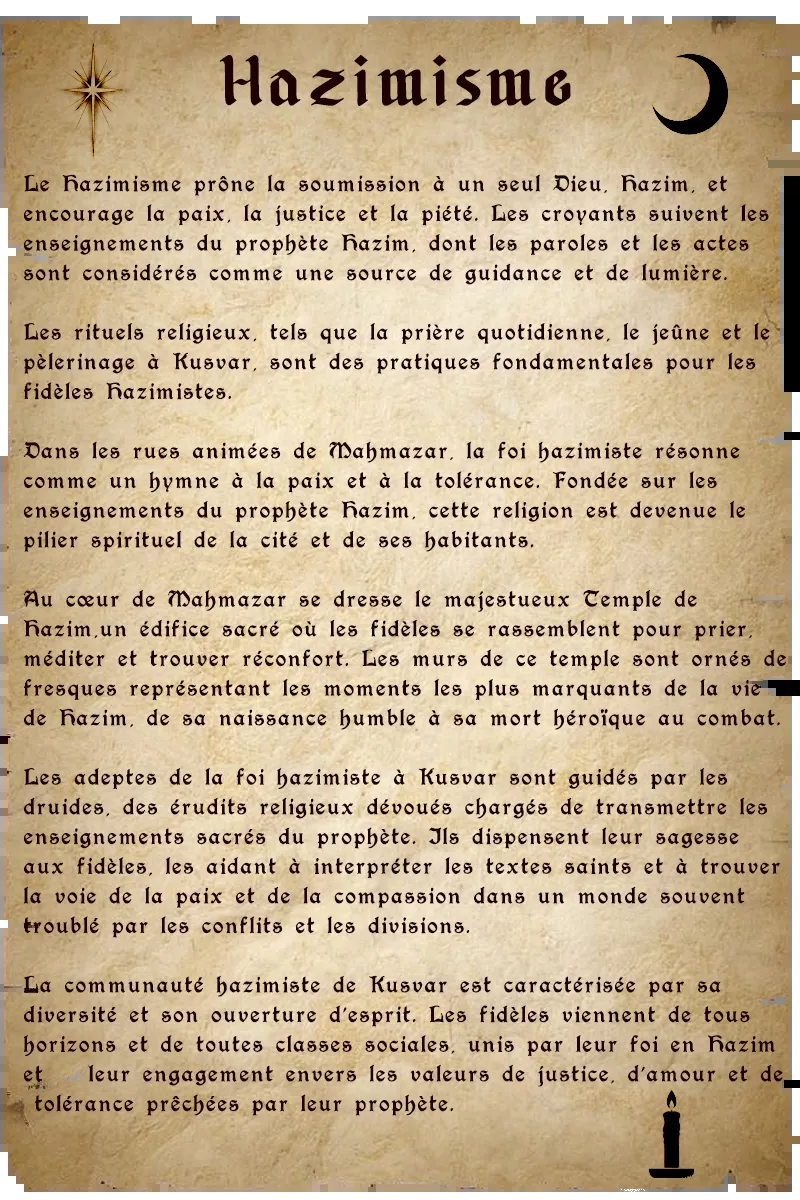 Hazimisme
Le Hazimisme prône la soumission à un seul Dieu, Hazim, et
encourage la paix, la justice et la piété. Les croyants suivent les
enseignements du prophète Hazim, dont les paroles et les actes
sont considérés comme une source de guidance et de lumière.
Les rituels religieux, tels que la prière quotidienne, le jeûne et le
pèlerinage à Kusvar, sont des pratiques fondamentales pour les
fidèles Hazimistes.
Dans les rues animées de Mahmazar, la foi hazimiste résonne
comme un hymne à la paix et à la tolérance. Fondée sur les
enseignements du prophète Hazim, cette religion est devenue le
pilier spirituel de la cité et de ses habitants.
Au cœur de Mahmazar se dresse le majestueux Temple de
Hazim,un édifice sacré où les fidèles se rassemblent pour prier,
méditer et trouver réconfort. Les murs de ce temple sont ornés de
fresques représentant les moments les plus marquants de la vie
de Hazim, de sa naissance humble à sa mort héroïque au combat.
Les adeptes de la foi hazimiste à Kusvar sont guidés par les
druides, des érudits religieux dévoués chargés de transmettre les
enseignements sacrés du prophète. Ils dispensent leur sagesse
aux fidèles, les aidant à interpréter les textes saints et à trouver
la voie de la paix et de la compassion dans un monde souvent
troublé par les conflits et les divisions.
La communauté hazimiste de Kusvar est caractérisée par sa
diversité et son ouverture d'esprit. Les fidèles viennent de tous
horizons et de toutes classes sociales, unis par leur foi en Hazim
et leur engagement envers les valeurs de justice, d'amour et de
tolérance prêchées par leur prophète.